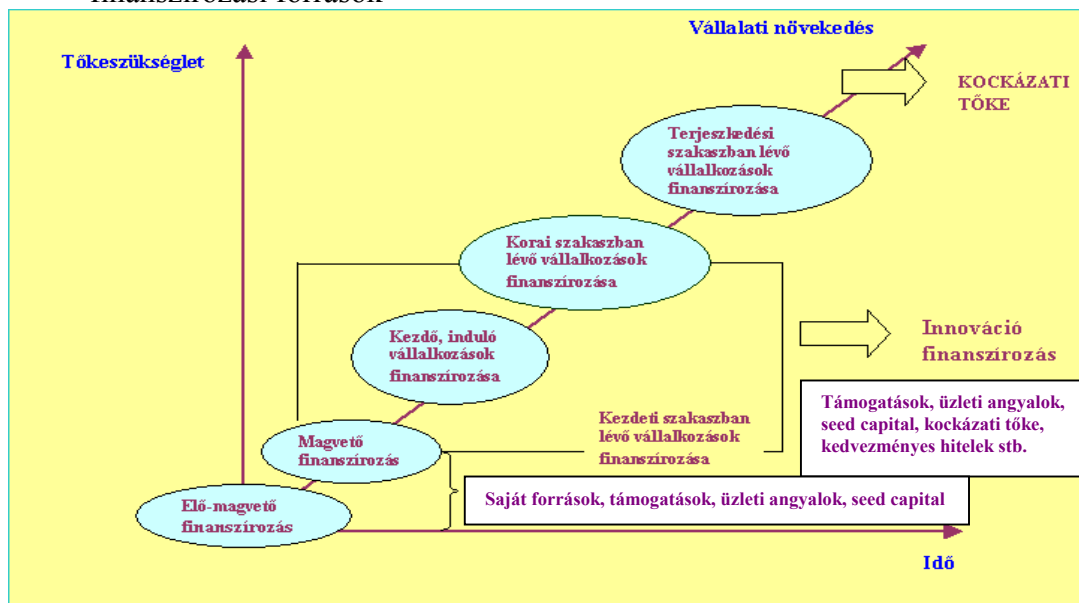 finanszírozási források
Vállalati növekedés
Tőkeszükséglet
KOCKÁZATI
TŐKE
Terjeszkedési
szakaszban lévő
vállalkozások
finanszírozása
Korai szakaszban
lévő vállalkozások
finanszírozása
Kezdő, induló
vállalkozások
finanszírozása
Innováció
finanszírozás
Támogatások, üzleti angyalok,
seed capital, kockázati tőke,
kedvezményes hitelek stb.
Kezdeti szakaszban
lévő vállalkozások
finanszírozása
Magvető
finanszírozás
Saját források, támogatások, üzleti angyalok, seed capital
Elő-magvető
finanszírozás
Idő